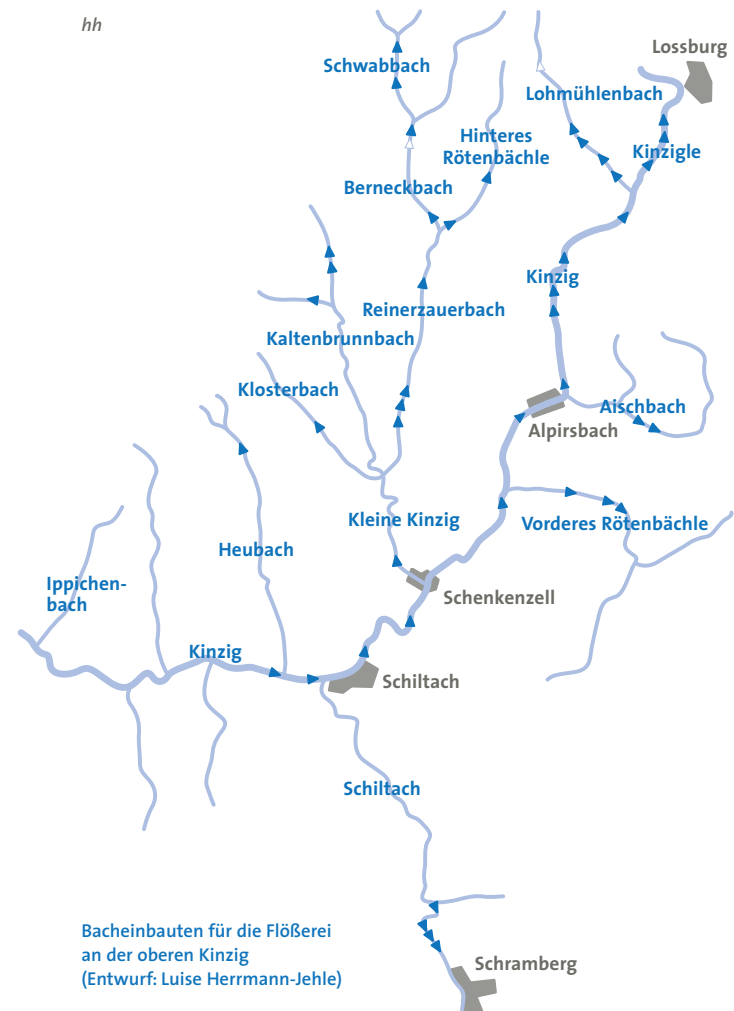 hh
Lossburg
Schwabbach
Lohmühlenbach
Hinteres
Rötenbächle
Kinzigle
Berneckbach
Kinzig
Reinerzauerbach
Kaltenbrunnbach
Klosterbach
Aischbach
Alpirsbach
Kleine Kinzig
Vorderes Rötenbächle
Heubach
Ippichen-
bach
Schenkenzell
Kinzig
Schiltach
Schiltach
Bacheinbauten für die Flößerei
an der oberen Kinzig
(Entwurf: Luise Herrmann-Jehle)
Schramberg